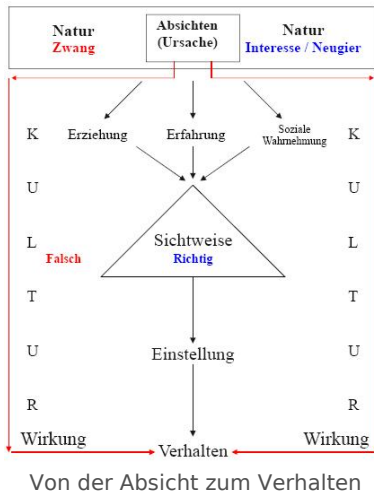 Natur
Zwang
Absichten
(Ursache)
Natur
Interesse / Neugier
Erziehung
Erfahrung
Soziale
Wahrnehmung
K
U
L
T
U
R
K
U
L
T
U
R
Sichtweise
Falsch
Richtig
Einstellung
Wirkung
Verhalten
Wirkung
Von der Absicht zum Verhalten